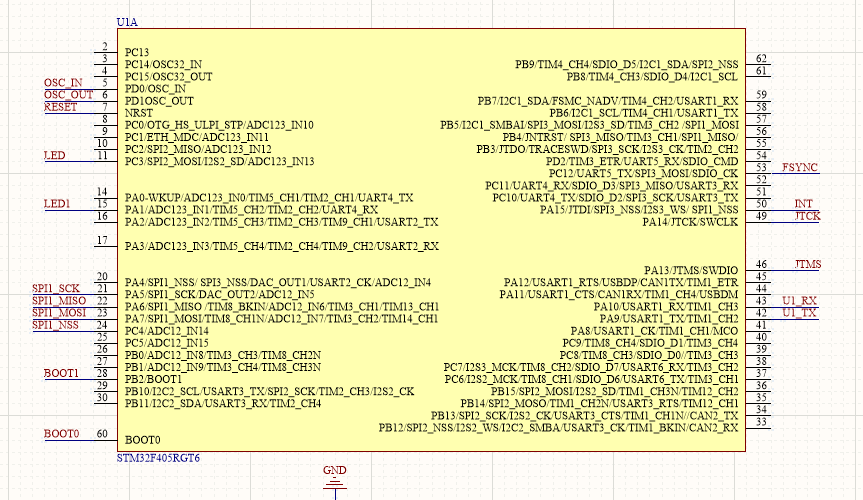 U1A
2 PC13
3 PC14/OSC32_IN
4 PC15/OSC32_OUT
OSC_IN 5 PD0/OSC_IN
OSC_OUT 6 PD1OSC_OUT
RESET 7 NRST
8 PC0/OTG_HS_ULPI_STP/ADC123_IN10
9 PC1/ETH_MDC/ADC123_IN11
10 PC2/SPI2_MISO/ADC123_IN12
LED 11 PC3/SPI2_MOSI/I2S2_SD/ADC123_IN13
14 PA0-WKUP/ADC123_IN0/TIM5_CH1/TIM2_CH1/UART4_TX
LED1 15 PA1/ADC123_IN1/TIM5_CH2/TIM2_CH2/UART4_RX
16 PA2/ADC123_IN2/TIM5_CH3/TIM2_CH3/TIM9_CH1/USART2_TX
17 PA3/ADC123_IN3/TIM5_CH4/TIM2_CH4/TIM9_CH2/USART2_RX
20 PA4/SPI1_NSS/ SPI3_NSS/DAC_OUT1/USART2_CK/ADC12_IN4
SPI1_SCK 21 PA5/SPI1_SCK/DAC_OUT2/ADC12_IN5
SPI1_MISO 22 PA6/SPI1_MISO /TIM8_BKIN/ADC12_IN6/TIM3_CH1/TIM13_CH1
SPI1_MOSI 23 PA7/SPI1_MOSI/TIM8_CH1N/ADC12_IN7/TIM3_CH2/TIM14_CH1
SPI1_NSS 24 PC4/ADC12_IN14
25 PC5/ADC12_IN15
26 PB0/ADC12_IN8/TIM3_CH3/TIM8_CH2N
27 PB1/ADC12_IN9/TIM3_CH4/TIM8_CH3N
BOOT1 28 PB2/BOOT1
29 PB10/I2C2_SCL/USART3_TX/SPI2_SCK/TIM2_CH3/I2S2_CK
30 PB11/I2C2_SDA/USART3_RX/TIM2_CH4
BOOT0 60 BOOT0
PB9/TIM4_CH4/SDIO_D5/I2C1_SDA/SPI2_NSS 62
PB8/TIM4_CH3/SDIO_D4/I2C1_SCL 61
PB7/I2C1_SDA/FSMC_NADV/TIM4_CH2/USART1_RX 59
PB6/I2C1_SCL/TIM4_CH1/USART1_TX 58
PB5/I2C1_SMBAI/SPI3_MOSI/I2S3_SD/TIM3_CH2 /SPI1_MOSI 57
PB4/JNTRST/ SPI3_MISO/TIM3_CH1/SPI1_MISO/ 56
PB3/JTDO/TRACESWD/SPI3_SCK/I2S3_CK/TIM2_CH2 55
PD2/TIM3_ETR/UART5_RX/SDIO_CMD 54
PC12/UART5_TX/SPI3_MOSI/SDIO_CK 53 FSYNC
PC11/UART4_RX/SDIO_D3/SPI3_MISO/USART3_RX 52
PC10/UART4_TX/SDIO_D2/SPI3_SCK/USART3_TX 51
PA15/JTDI/SPI3_NSS/I2S3_WS/ SPI1_NSS 50 INT
PA14/JTCK/SWCLK 49 JTCK
PA13/JTMS/SWDIO 46 JTMS
PA12/USART1_RTS/USBDP/CAN1TX/TIM1_ETR 45
PA11/USART1_CTS/CAN1RX/TIM1_CH4/USBDM 44
PA10/USART1_RX/TIM1_CH3 43 U1_RX
PA9/USART1_TX/TIM1_CH2 42 U1_TX
PA8/USART1_CK/TIM1_CH1/MCO 41
PC9/TIM8_CH4/SDIO_D1/TIM3_CH4 40
PC8/TIM8_CH3/SDIO_D0//TIM3_CH3 39
PC7/I2S3_MCK/TIM8_CH2/SDIO_D7/USART6_RX/TIM3_CH2 38
PC6/I2S2_MCK/TIM8_CH1/SDIO_D6/USART6_TX/TIM3_CH1 37
PB15/SPI2_MOSI/I2S2_SD/TIM1_CH3N/TIM12_CH2 36
PB14/SPI2_MOSO/TIM1_CH2N/USART3_RTS/TIM12_CH1 35
PB13/SPI2_SCK/I2S2_CK/USART3_CTS/TIM1_CH1N//CAN2_TX 34
PB12/SPI2_NSS/I2S2_WS/I2C2_SMBA/USART3_CK/TIM1_BKIN/CAN2_RX 33
STM32F405RGT6
GND